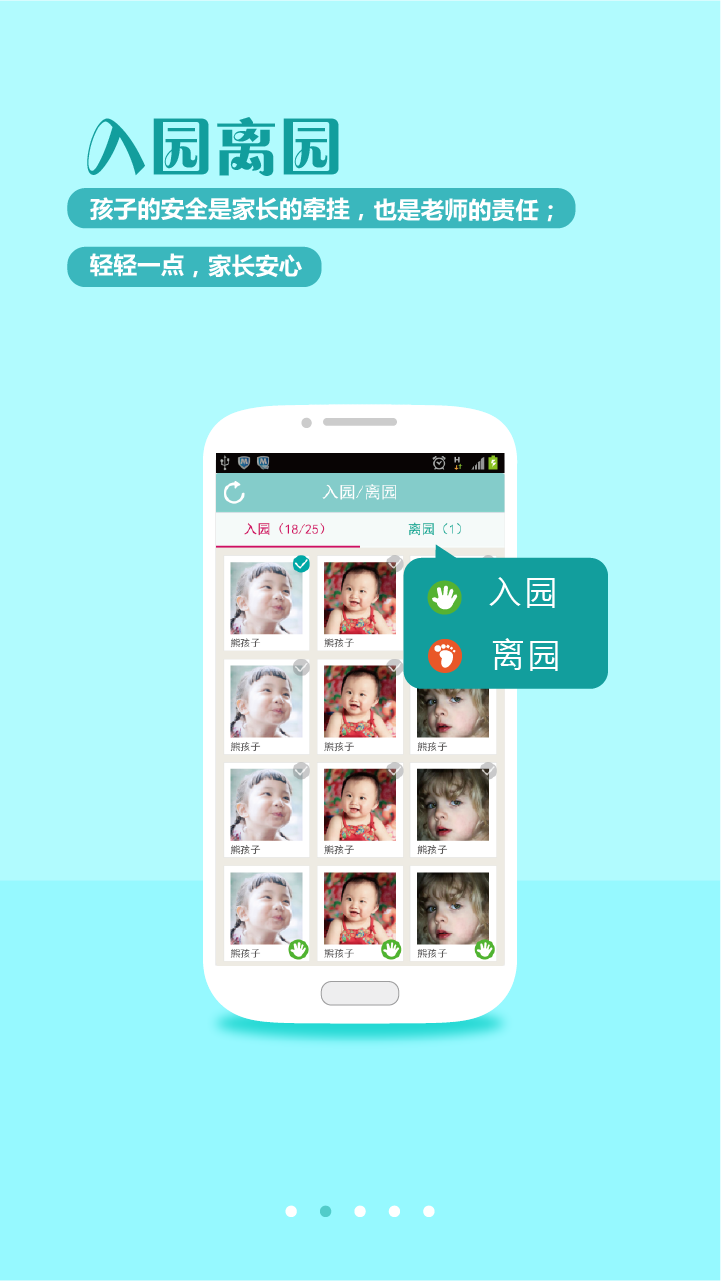 入园离园
孩子的安全是家长的牵挂，也是老师的责任；
轻轻一点，家长安心
H
入园/离园
入园（18/25）
离园（1）
入园
离园
熊孩子
熊孩子
熊孩子
熊孩子
熊孩子
熊孩子
熊孩子
熊孩子
熊孩子
熊孩子
熊孩子